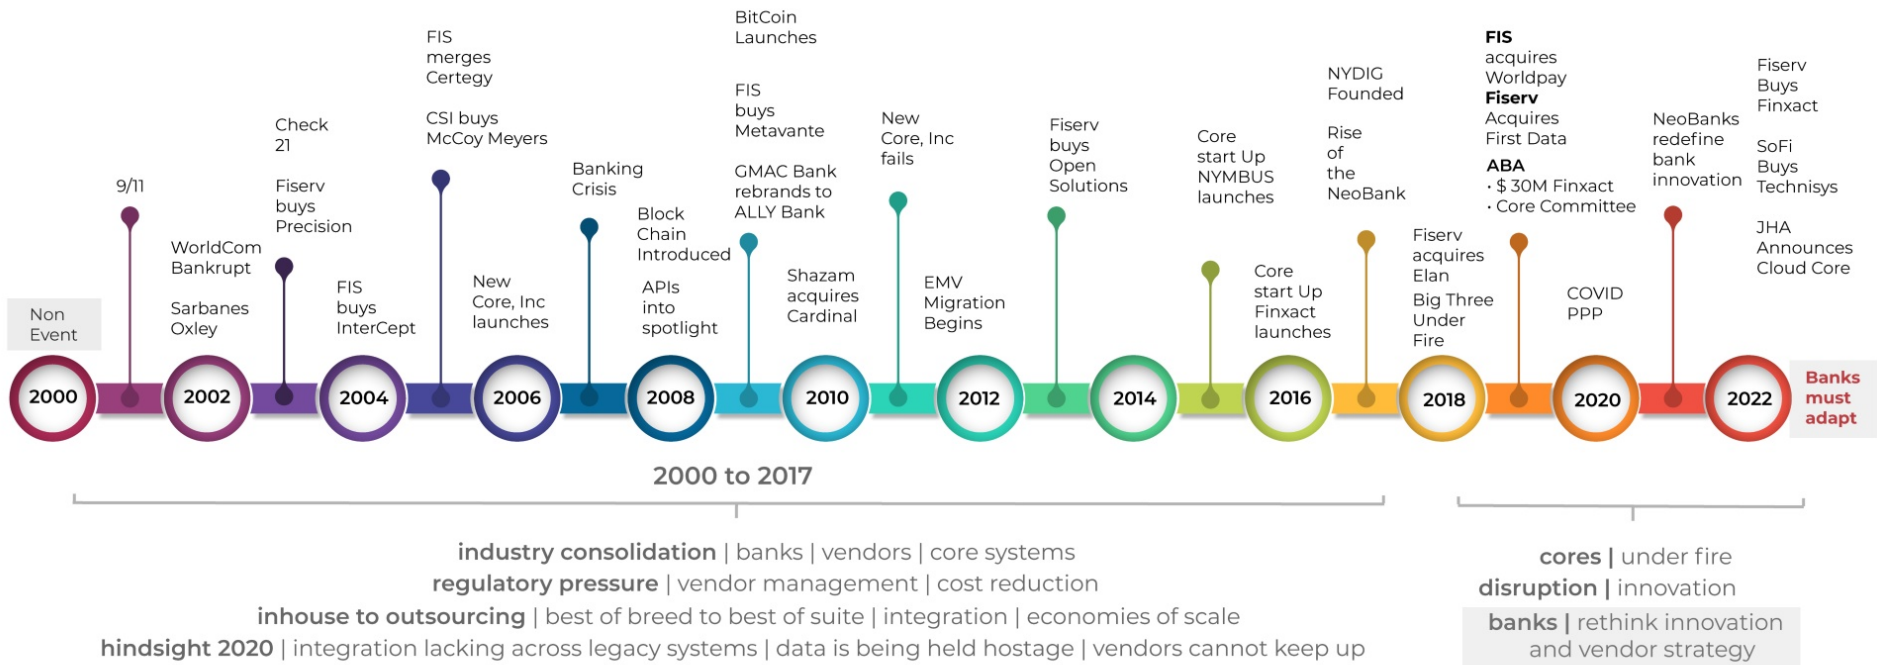 Non
Event
9/11
WorldCom
Bankrupt
Sarbanes
Oxley
Check
21
Fiserv
buys
Precision
FIS
buys
InterCept
FIS
merges
Certegy
CSI buys
McCoy Meyers
New
Core, Inc
launches
Banking
Crisis
Block
Chain
Introduced
APIs
into
spotlight
BitCoin
Launches
FIS
buys
Metavante
GMAC Bank
rebrands to
ALLY Bank
Shazam
acquires
Cardinal
New
Core, Inc
fails
EMV
Migration
Begins
Fiserv
buys
Open
Solutions
Core
start Up
NYMBUS
launches
Core
start Up
Finxact
launches
NYDIG
Founded
Rise
of
the
NeoBank
Fiserv
acquires
Elan
Big Three
Under
Fire
FIS
acquires
Worldpay
Fiserv
Acquires
First Data
ABA
• $ 30M Finxact
• Core Committee
COVID
PPP
NeoBanks
redefine
bank
innovation
Fiserv
Buys
Finxact
SoFi
Buys
Technisys
JHA
Announces
Cloud Core
2000
2002
2004
2006
2008
2010
2012
2014
2016
2018
2020
2022
Banks
must
adapt
2000 to 2017
industry consolidation | banks | vendors | core systems
regulatory pressure | vendor management | cost reduction
inhouse to outsourcing | best of breed to best of suite | integration | economies of scale
hindsight 2020 | integration lacking across legacy systems | data is being held hostage | vendors cannot keep up
cores | under fire
disruption | innovation
banks | rethink innovation
and vendor strategy